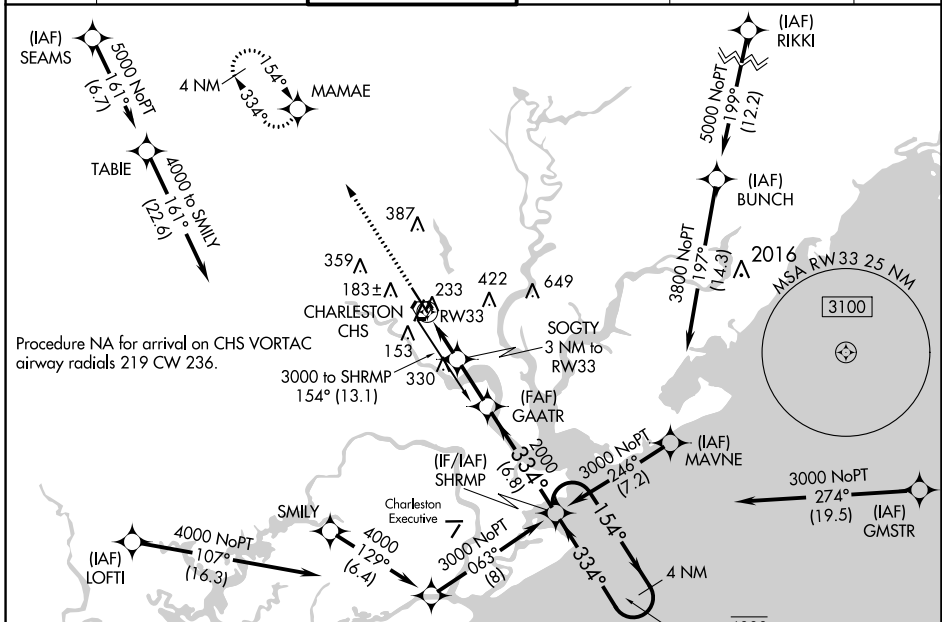 (IAF)
SEAMS
5000 NoPT
161°
(6.7)
TABIE
4000 to SMILY
161°
(22.6)
4 NM
154°
334°
MAMAE
(IAF)
RIKKI
5000 NoPT
199°
(12.2)
(IAF)
BUNCH
3800 NoPT
197°
(14.3)
2016
MSA RW33 25 NM
3100
387
359
183±
233
422
649
CHARLESTON
CHS
RW33
153
330
Procedure NA for arrival on CHS VORTAC
airway radials 219 CW 236.
3000 to SHRMP
154° (13.1)
SOGTY
3 NM to
RW33
(FAF)
GAATR
2000
334°
(6.8)
(IF/IAF)
SHRMP
3000 NoPT
246°
(7.2)
(IAF)
MAVNE
3000 NoPT
274°
(19.5)
(IAF)
GMSTR
Charleston
Executive
SMILY
4000
129°
(6.4)
3000 NoPT
063°
(8)
(IAF)
LOFTI
4000 NoPT
107°
(16.3)
154°
334°
4 NM